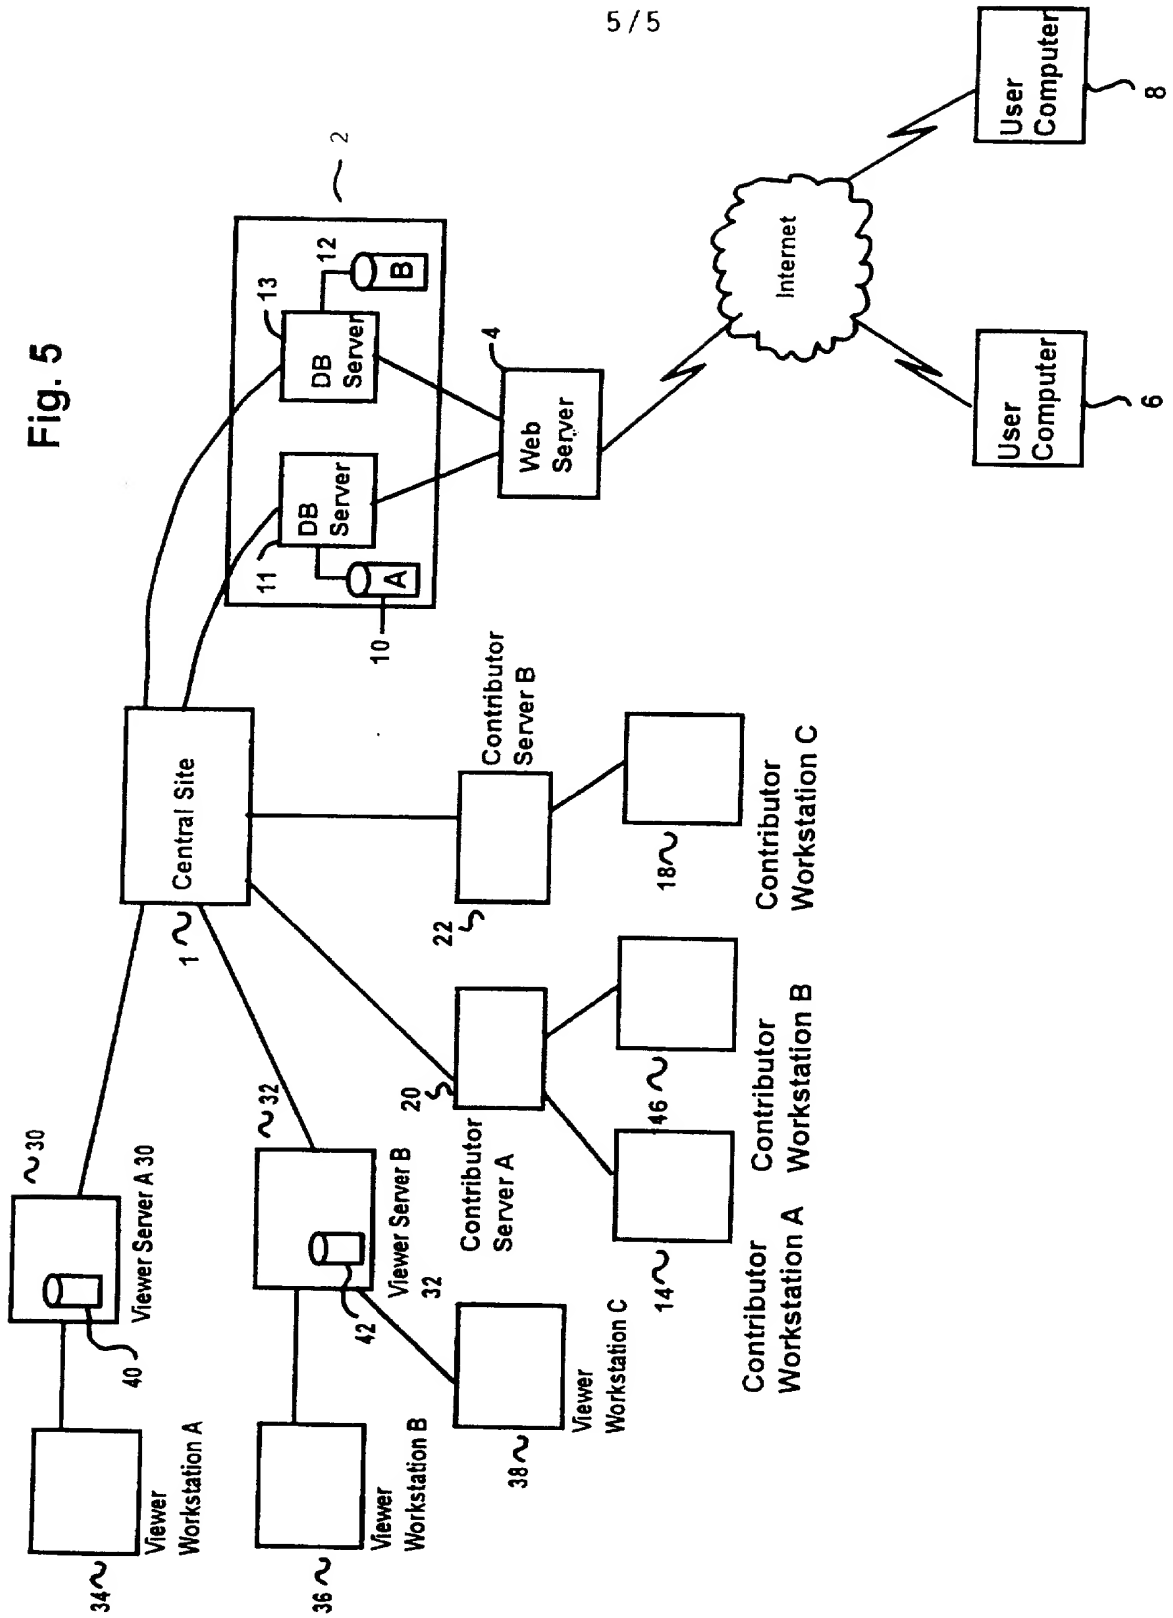 5/5
Fig. 5
34
Viewer
Workstation A
40
30
Viewer Server A 30
36
Viewer
Workstation B
42
32
Viewer Server B
32
38
Viewer
Workstation C
1
Central Site
20
Contributor
Server A
22
Contributor
Server B
14
Contributor
Workstation A
146
Contributor
Workstation B
18
Contributor
Workstation C
2
11
DB
Server
A
10
13
DB
Server
12
B
4
Web
Server
Internet
User
Computer
6
User
Computer
8